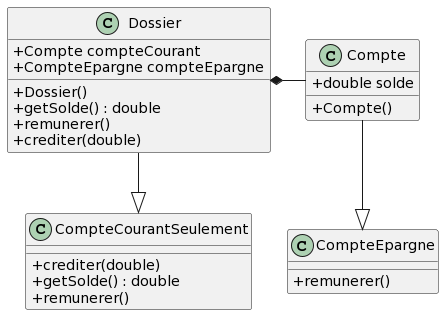 C Dossier
+Compte compteCourant
+CompteEpargne compteEpargne
+Dossier()
+getSolde() : double
+remunerer()
+crediter(double)
C Compte
+double solde
+Compte()
C CompteCourantSeulement
+crediter(double)
+getSolde() : double
+remunerer()
C CompteEpargne
+remunerer()